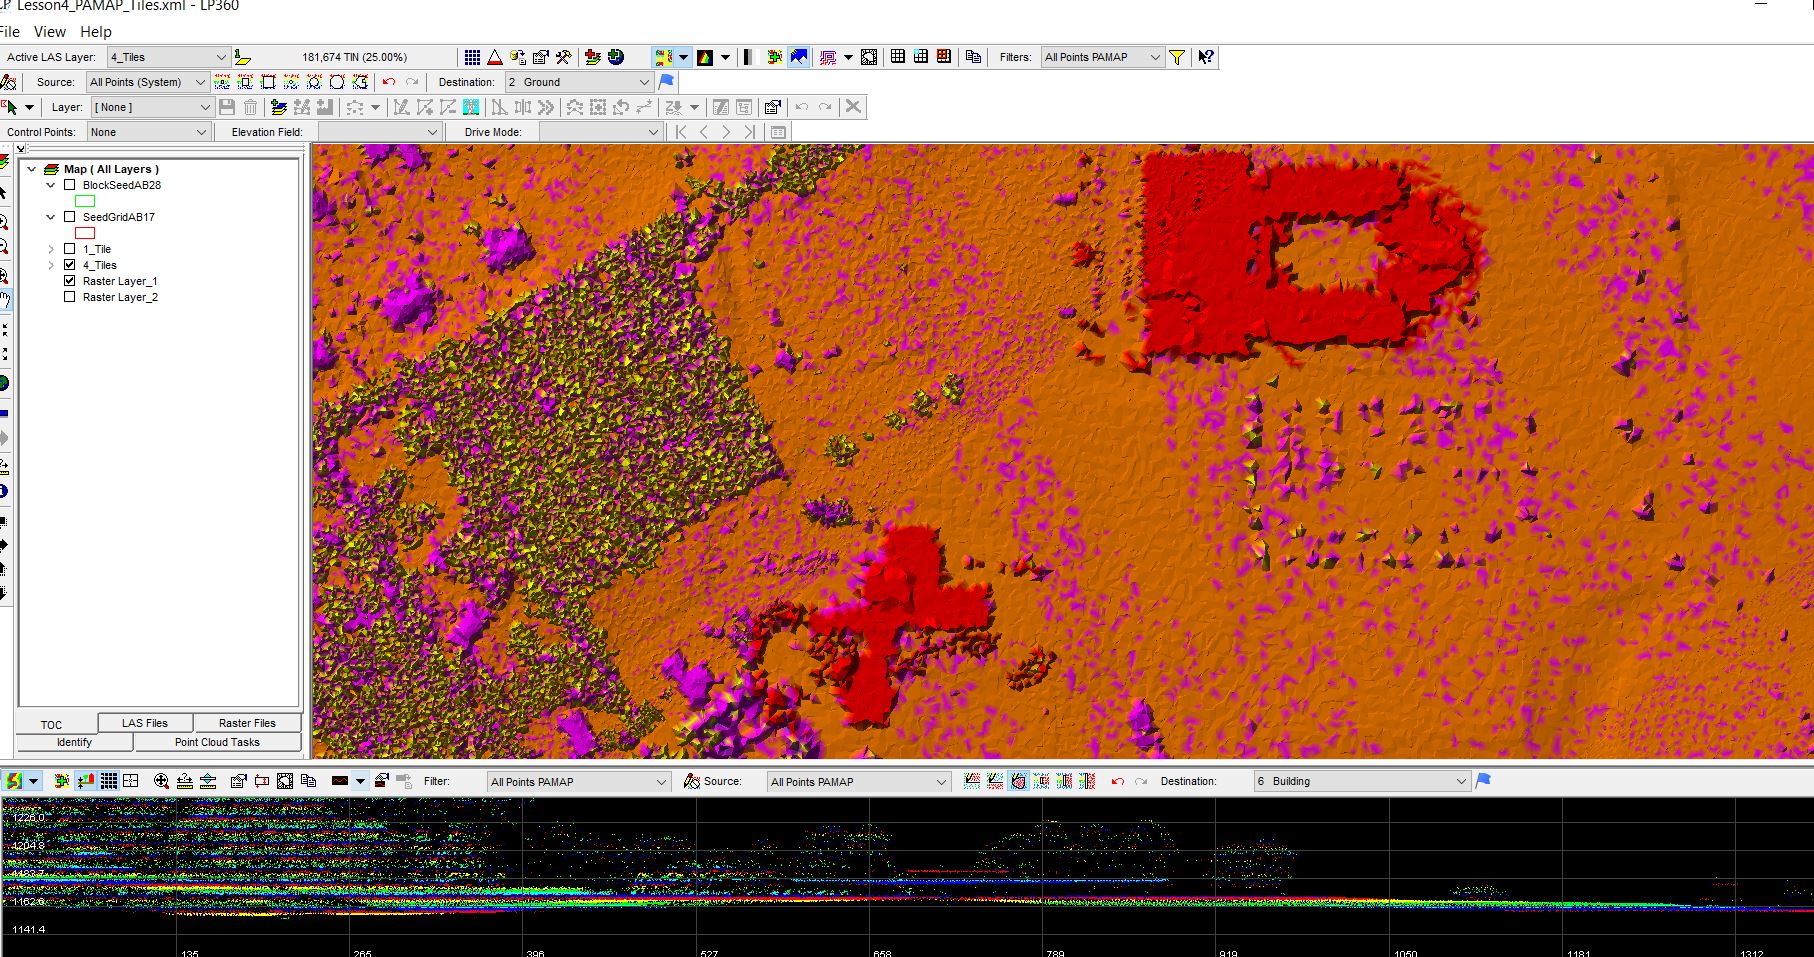 Lesson4_PAMAP_Tiles.xml - LP360
File View Help
Active LAS Layer: 4_Tiles 181,674 TIN (25.00%) Filters: All Points PAMAP
Source: All Points (System) Destination: 2 Ground
Layer: [ None ]
Control Points: None Elevation Field: Drive Mode:
Map ( All Layers )
BlockSeedAB28
SeedGridAB17
1_Tile
4_Tiles
Raster Layer_1
Raster Layer_2
TOC LAS Files Raster Files
Identify Point Cloud Tasks
Filter: All Points PAMAP Source: All Points PAMAP Destination: 6 Building
1226.0
1204.8
1183.7
1162.6
1141.4
135 265 396 527 658 789 919 1050 1181 1312